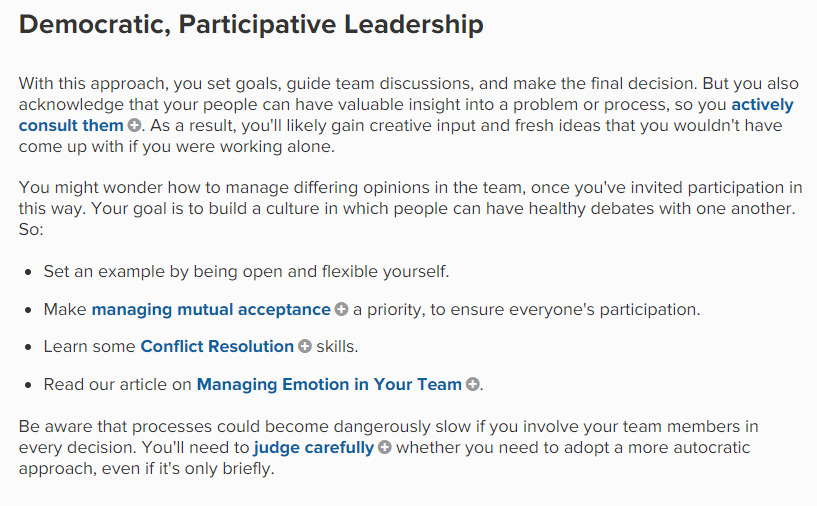 Democratic, Participative Leadership
With this approach, you set goals, guide team discussions, and make the final decision. But you also
acknowledge that your people can have valuable insight into a problem or process, so you actively
consult them. As a result, you'll likely gain creative input and fresh ideas that you wouldn't have
come up with if you were working alone.
You might wonder how to manage differing opinions in the team, once you've invited participation in
this way. Your goal is to build a culture in which people can have healthy debates with one another.
So:
• Set an example by being open and flexible yourself.
• Make managing mutual acceptance a priority, to ensure everyone's participation.
• Learn some Conflict Resolution skills.
• Read our article on Managing Emotion in Your Team.
Be aware that processes could become dangerously slow if you involve your team members in
every decision. You'll need to judge carefully whether you need to adopt a more autocratic
approach, even if it's only briefly.